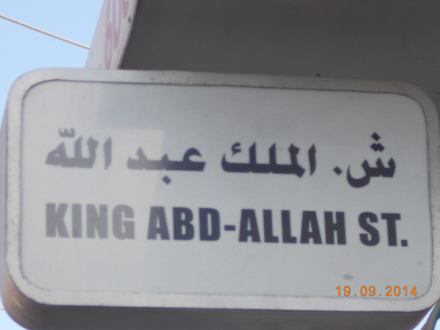 ش. الملك عبد الله
KING ABD-ALLAH ST.
19.09.2014